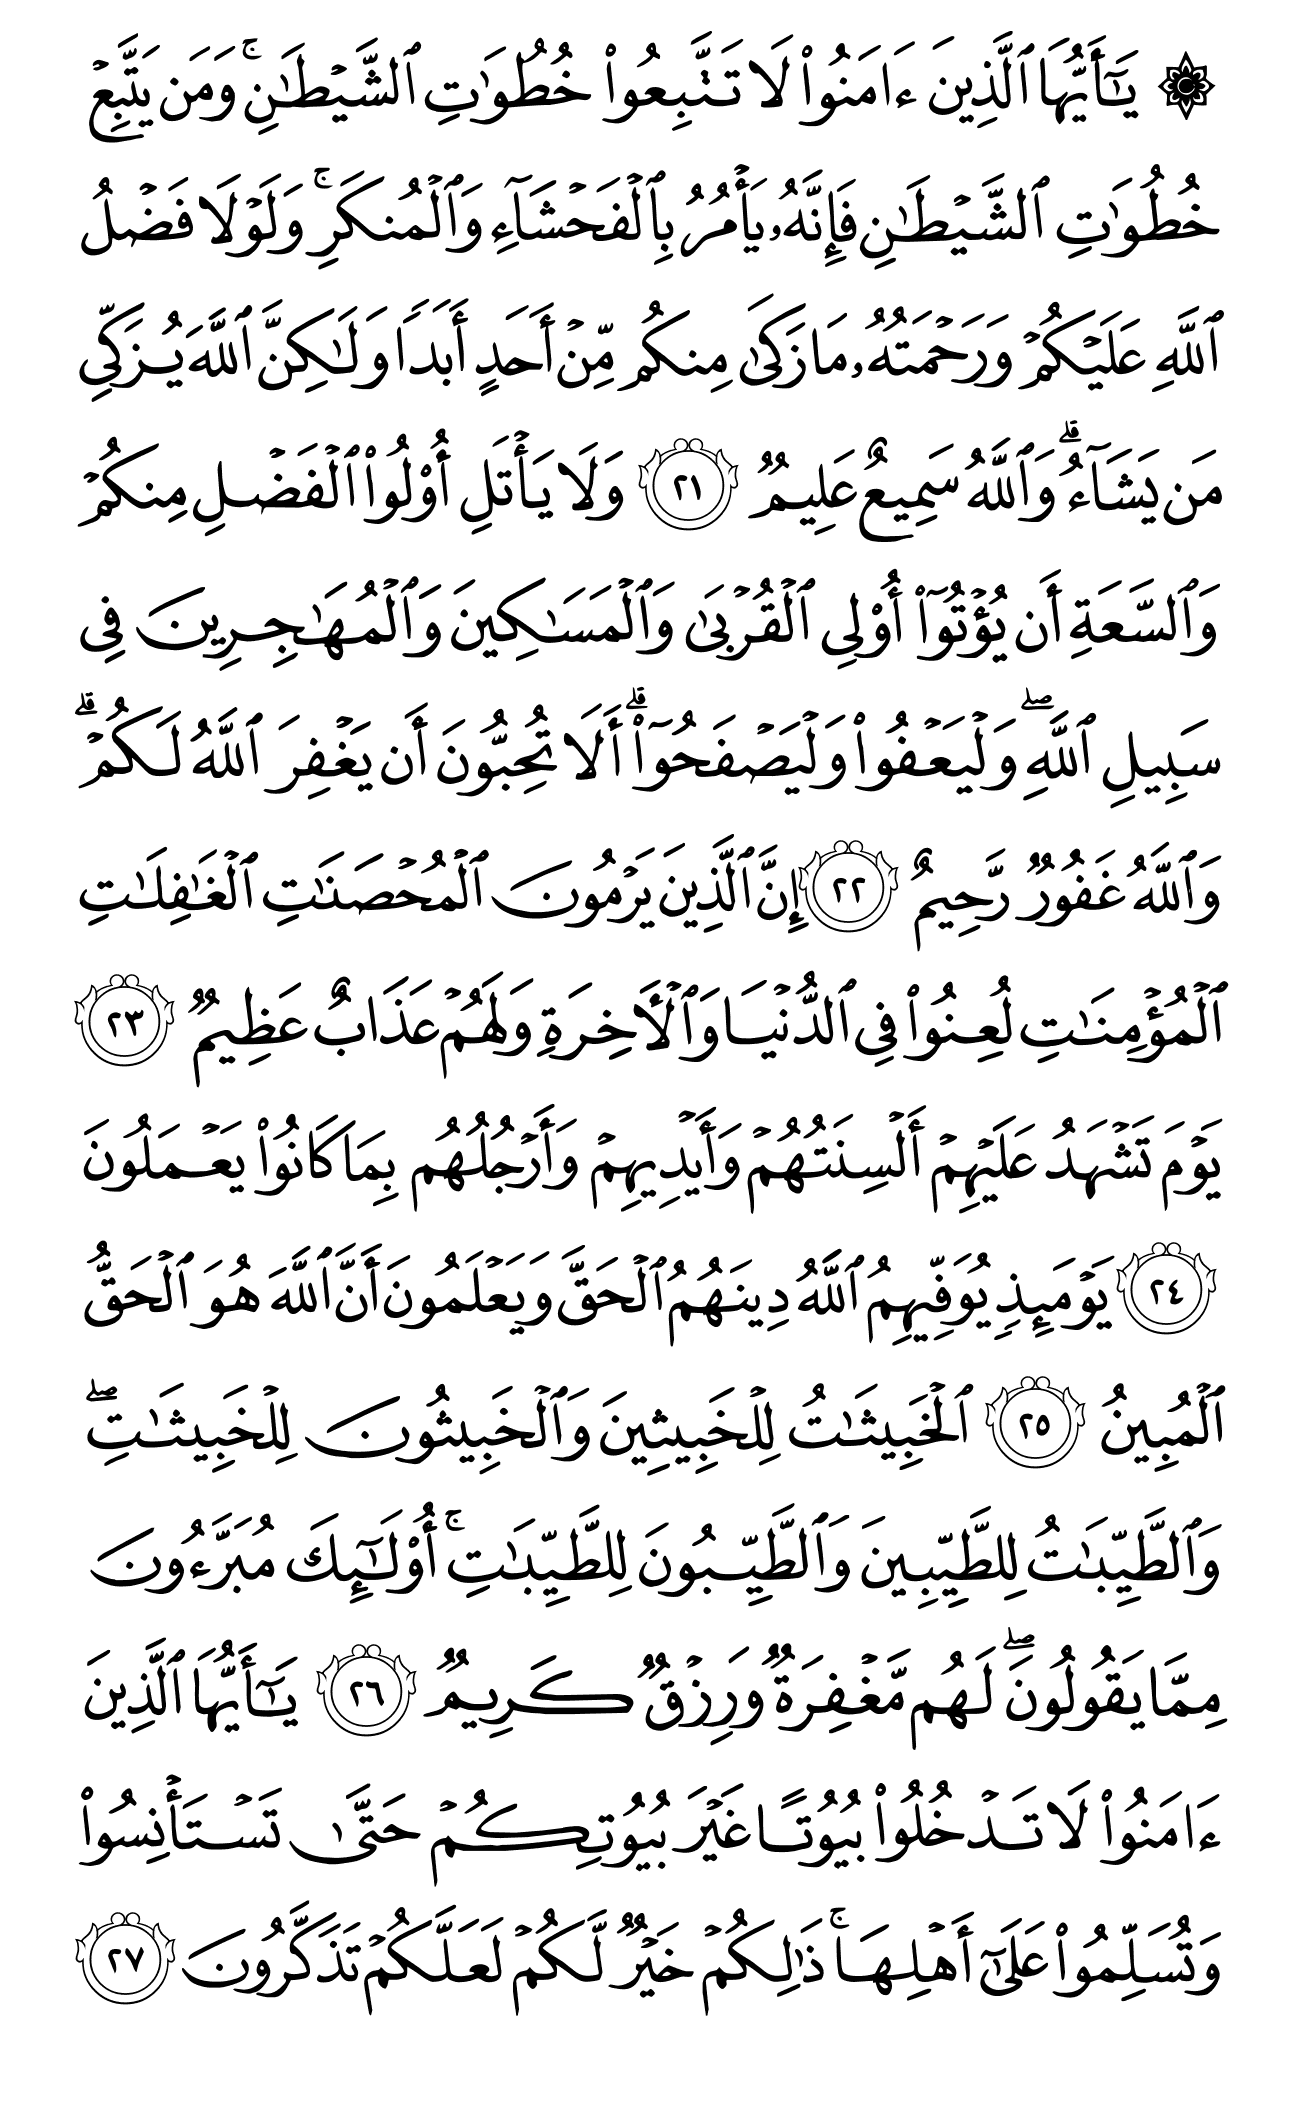 ۞ يَٰٓأَيُّهَا ٱلَّذِينَ ءَامَنُوا۟ لَا تَتَّبِعُوا۟ خُطُوَٰتِ ٱلشَّيْطَٰنِ ۚ وَمَن يَتَّبِعْ
خُطُوَٰتِ ٱلشَّيْطَٰنِ فَإِنَّهُۥ يَأْمُرُ بِٱلْفَحْشَآءِ وَٱلْمُنكَرِ ۚ وَلَوْلَا فَضْلُ
ٱللَّهِ عَلَيْكُمْ وَرَحْمَتُهُۥ مَا زَكَىٰ مِنكُم مِّنْ أَحَدٍ أَبَدًا وَلَٰكِنَّ ٱللَّهَ يُزَكِّى
مَن يَشَآءُ ۗ وَٱللَّهُ سَمِيعٌ عَلِيمٌ ٢١ وَلَا يَأْتَلِ أُو۟لُوا۟ ٱلْفَضْلِ مِنكُمْ
وَٱلسَّعَةِ أَن يُؤْتُوٓا۟ أُو۟لِى ٱلْقُرْبَىٰ وَٱلْمَسَٰكِينَ وَٱلْمُهَٰجِرِينَ فِى
سَبِيلِ ٱللَّهِ ۖ وَلْيَعْفُوا۟ وَلْيَصْفَحُوٓا۟ ۗ أَلَا تُحِبُّونَ أَن يَغْفِرَ ٱللَّهُ لَكُمْ ۗ
وَٱللَّهُ غَفُورٌ رَّحِيمٌ ٢٢ إِنَّ ٱلَّذِينَ يَرْمُونَ ٱلْمُحْصَنَٰتِ ٱلْغَٰفِلَٰتِ
ٱلْمُؤْمِنَٰتِ لُعِنُوا۟ فِى ٱلدُّنْيَا وَٱلْءَاخِرَةِ وَلَهُمْ عَذَابٌ عَظِيمٌ ٢٣
يَوْمَ تَشْهَدُ عَلَيْهِمْ أَلْسِنَتُهُمْ وَأَيْدِيهِمْ وَأَرْجُلُهُم بِمَا كَانُوا۟ يَعْمَلُونَ
٢٤ يَوْمَئِذٍ يُوَفِّيهِمُ ٱللَّهُ دِينَهُمُ ٱلْحَقَّ وَيَعْلَمُونَ أَنَّ ٱللَّهَ هُوَ ٱلْحَقُّ
ٱلْمُبِينُ ٢٥ ٱلْخَبِيثَٰتُ لِلْخَبِيثِينَ وَٱلْخَبِيثُونَ لِلْخَبِيثَٰتِ ۖ
وَٱلطَّيِّبَٰتُ لِلطَّيِّبِينَ وَٱلطَّيِّبُونَ لِلطَّيِّبَٰتِ ۚ أُو۟لَٰٓئِكَ مُبَرَّءُونَ
مِمَّا يَقُولُونَ ۖ لَهُم مَّغْفِرَةٌ وَرِزْقٌ كَرِيمٌ ٢٦ يَٰٓأَيُّهَا ٱلَّذِينَ
ءَامَنُوا۟ لَا تَدْخُلُوا۟ بُيُوتًا غَيْرَ بُيُوتِكُمْ حَتَّىٰ تَسْتَأْنِسُوا۟
وَتُسَلِّمُوا۟ عَلَىٰٓ أَهْلِهَا ۚ ذَٰلِكُمْ خَيْرٌ لَّكُمْ لَعَلَّكُمْ تَذَكَّرُونَ ٢٧